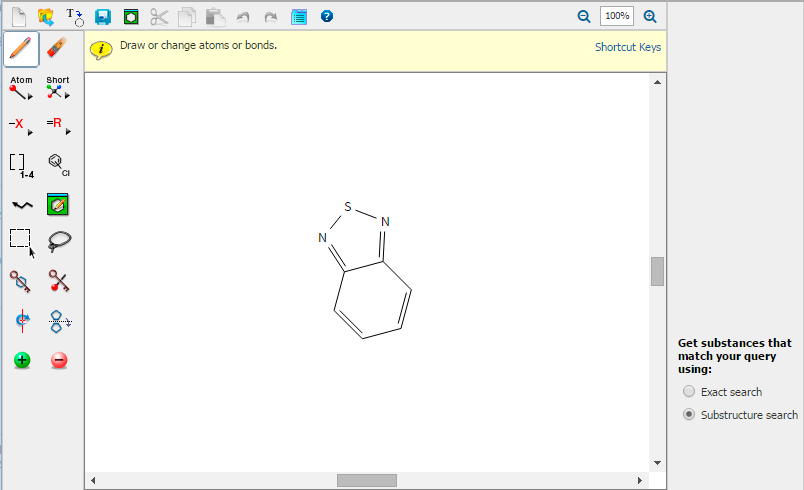 T
100%
?
i
Draw or change atoms or bonds.
Shortcut Keys
Atom
Short
-X
=R
[ ]
1-4
Cl
S
N
N
Get substances that
match your query
using:
Exact search
Substructure search